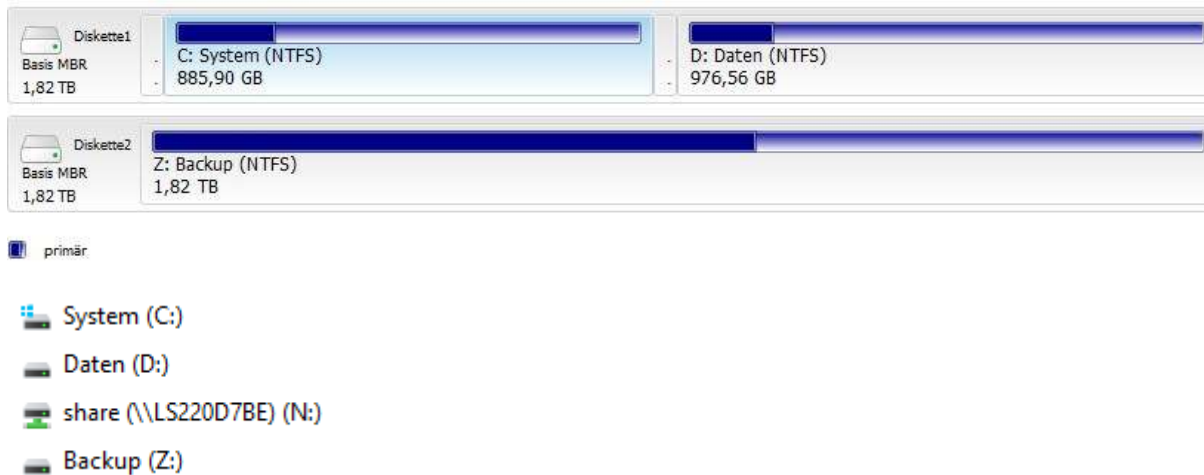 Diskette1
Basis MBR
1,82 TB
C: System (NTFS)
885,90 GB
D: Daten (NTFS)
976,56 GB
Diskette2
Basis MBR
1,82 TB
Z: Backup (NTFS)
1,82 TB
primär
System (C:)
Daten (D:)
share (\\LS220D7BE) (N:)
Backup (Z:)